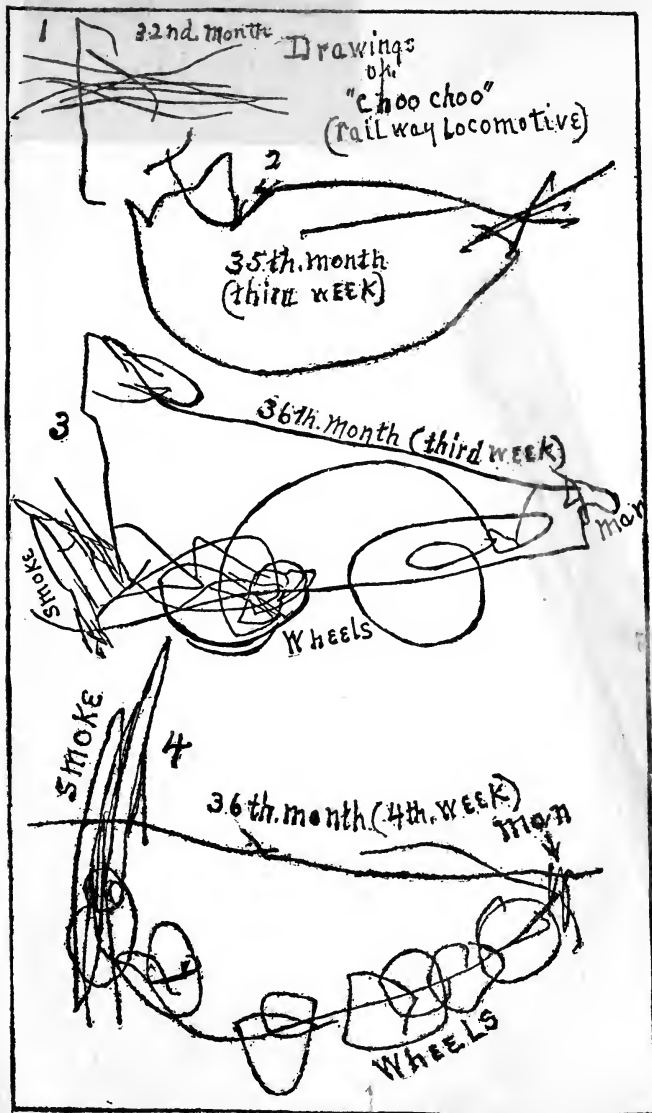 1
32nd. month
Drawings
of
"choo choo"
(railway Locomotive)
2
35th. month
(third WEEK)
3
36th. month (third WEEK)
man
Smoke
Wheels
SMOKE
4
36th. month (4th. WEEK)
man
WHEELS